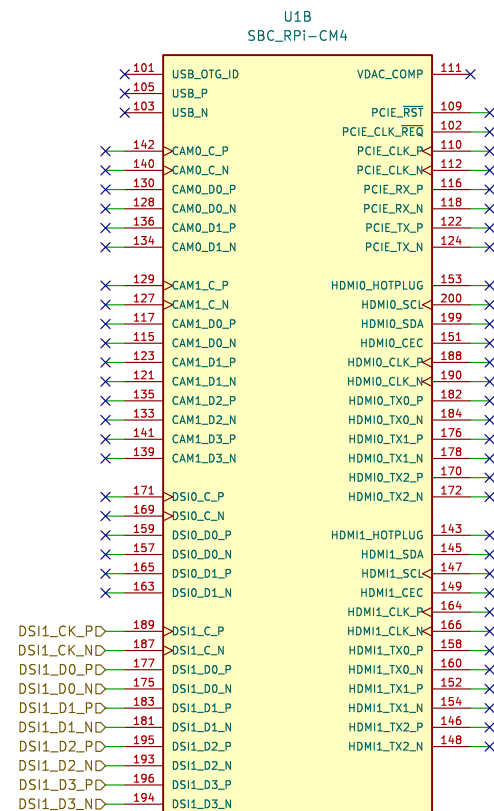 U1B
SBC_RPi-CM4
101 USB_OTG_ID VDAC_COMP 111
105 USB_P
103 USB_N PCIE_RST 109
PCIE_CLK_REQ 102
142 CAM0_C_P PCIE_CLK_P 110
140 CAM0_C_N PCIE_CLK_N 112
130 CAM0_D0_P PCIE_RX_P 116
128 CAM0_D0_N PCIE_RX_N 118
136 CAM0_D1_P PCIE_TX_P 122
134 CAM0_D1_N PCIE_TX_N 124
129 CAM1_C_P HDMI0_HOTPLUG 153
127 CAM1_C_N HDMI0_SCL 200
117 CAM1_D0_P HDMI0_SDA 199
115 CAM1_D0_N HDMI0_CEC 151
123 CAM1_D1_P HDMI0_CLK_P 188
121 CAM1_D1_N HDMI0_CLK_N 190
135 CAM1_D2_P HDMI0_TX0_P 182
133 CAM1_D2_N HDMI0_TX0_N 184
141 CAM1_D3_P HDMI0_TX1_P 176
139 CAM1_D3_N HDMI0_TX1_N 178
HDMI0_TX2_P 170
171 DSI0_C_P HDMI0_TX2_N 172
169 DSI0_C_N
159 DSI0_D0_P HDMI1_HOTPLUG 143
157 DSI0_D0_N HDMI1_SDA 145
165 DSI0_D1_P HDMI1_SCL 147
163 DSI0_D1_N HDMI1_CEC 149
HDMI1_CLK_P 164
DSI1_CK_P 189 DSI1_C_P HDMI1_CLK_N 166
DSI1_CK_N 187 DSI1_C_N HDMI1_TX0_P 158
DSI1_D0_P 177 DSI1_D0_P HDMI1_TX0_N 160
DSI1_D0_N 175 DSI1_D0_N HDMI1_TX1_P 152
DSI1_D1_P 183 DSI1_D1_P HDMI1_TX1_N 154
DSI1_D1_N 181 DSI1_D1_N HDMI1_TX2_P 146
DSI1_D2_P 195 DSI1_D2_P HDMI1_TX2_N 148
DSI1_D2_N 193 DSI1_D2_N
DSI1_D3_P 196 DSI1_D3_P
DSI1_D3_N 194 DSI1_D3_N